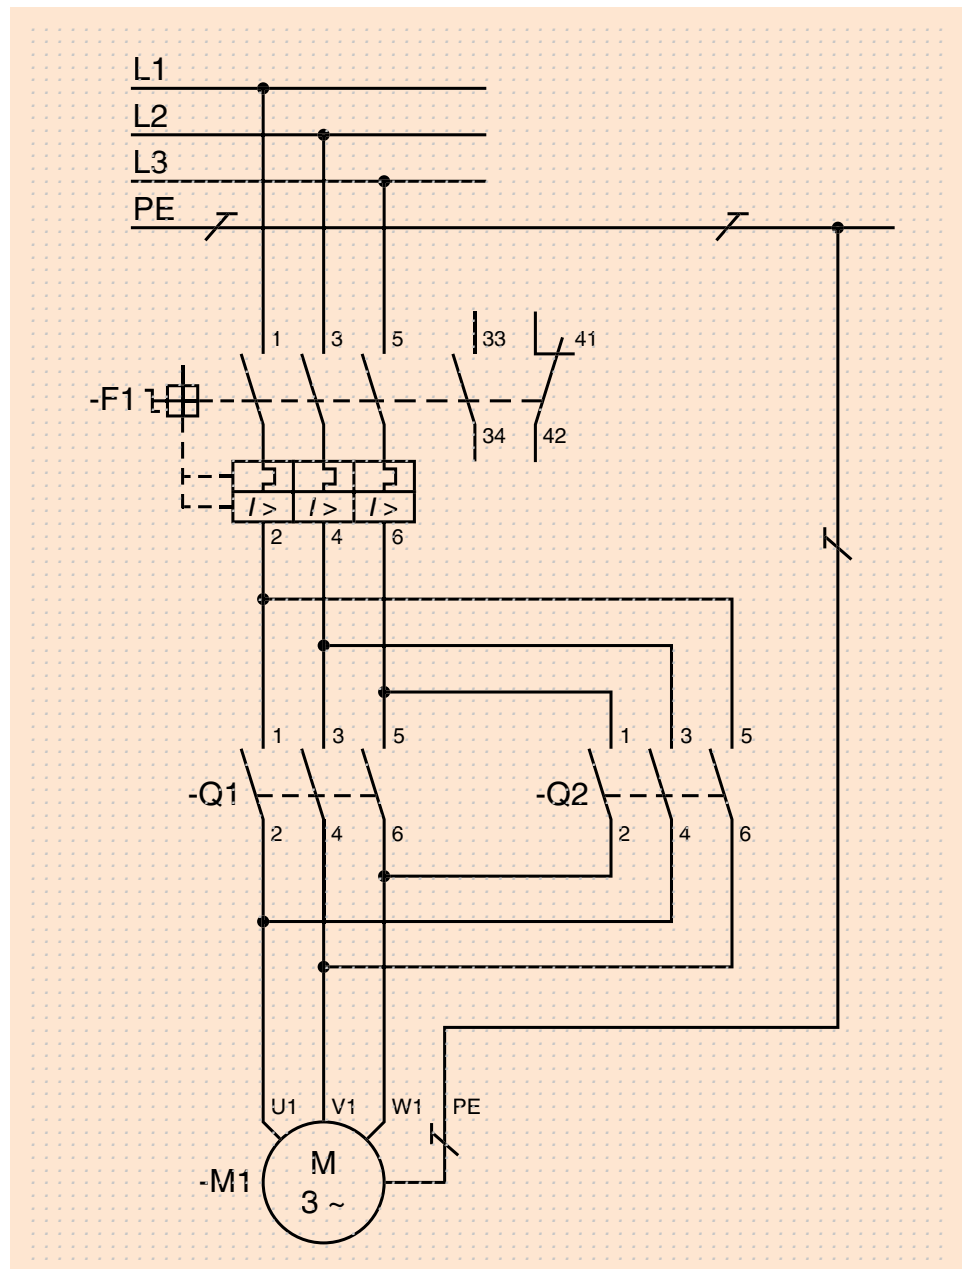 L1
L2
L3
PE
1 3 5 33 41
-F1
34 42
I > I > I >
2 4 6
1 3 5 1 3 5
-Q1 -Q2
2 4 6 2 4 6
U1 V1 W1 PE
M
-M1
3 ~